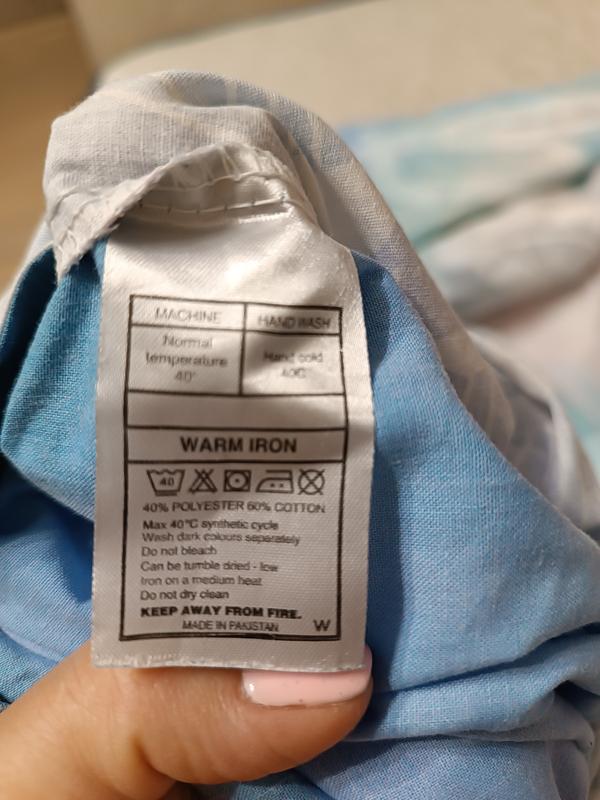 MACHINE
HAND WASH
Normal
temperature
40°
Hand cold
40C
WARM IRON
40
40% POLYESTER 60% COTTON
Max 40°C synthetic cycle
Wash dark colours separately
Do not bleach
Can be tumble dried - low
Iron on a medium heat
Do not dry clean
KEEP AWAY FROM FIRE.
MADE IN PAKISTAN W